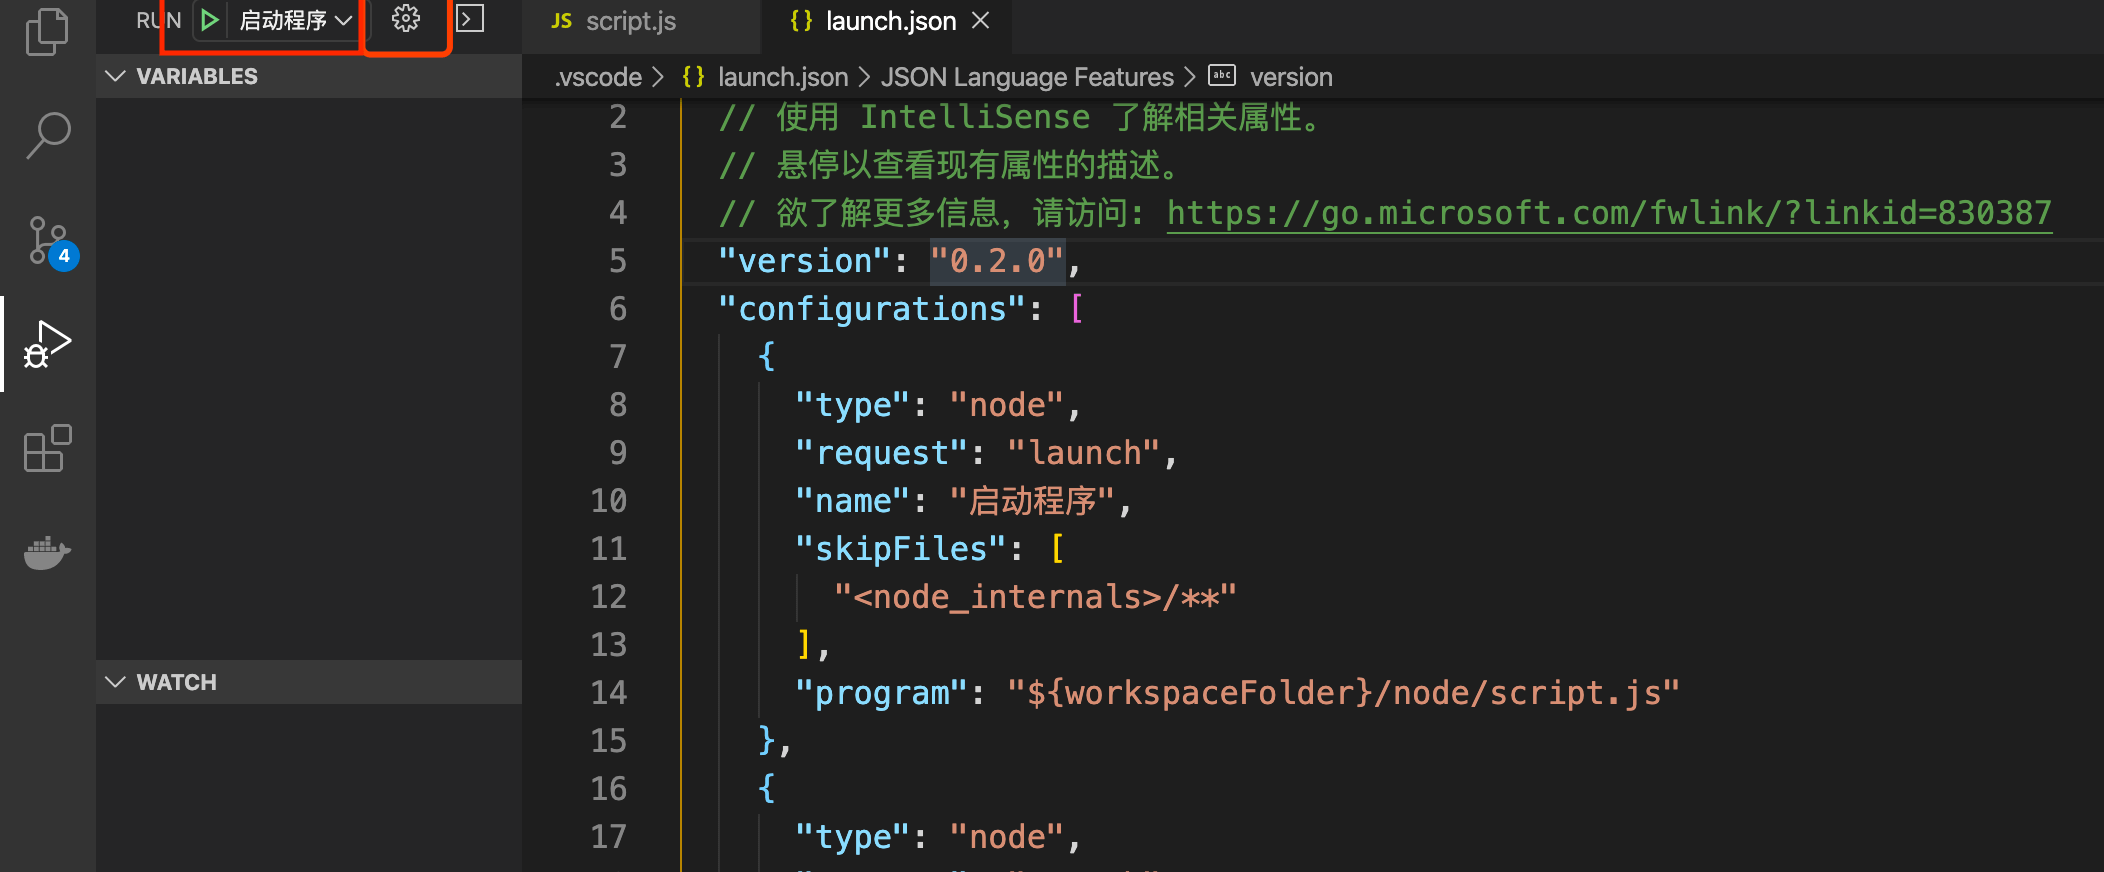 RUN 启动程序
JS script.js
{} launch.json
4
VARIABLES
WATCH
.vscode > {} launch.json > JSON Language Features > abc version
2 // 使用 IntelliSense 了解相关属性。
3 // 悬停以查看现有属性的描述。
4 // 欲了解更多信息，请访问: https://go.microsoft.com/fwlink/?linkid=830387
5 "version": "0.2.0",
6 "configurations": [
7 {
8 "type": "node",
9 "request": "launch",
10 "name": "启动程序",
11 "skipFiles": [
12 "<node_internals>/**"
13 ],
14 "program": "${workspaceFolder}/node/script.js"
15 },
16 {
17 "type": "node",